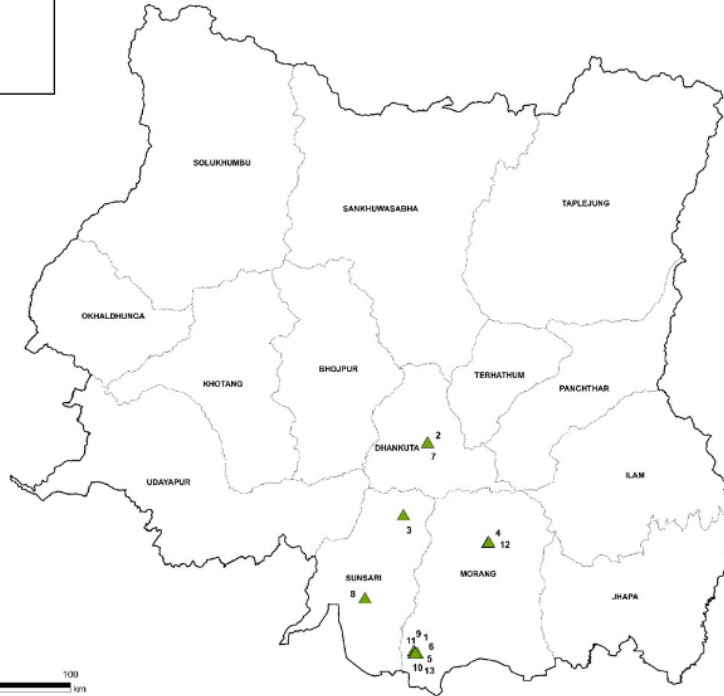 SOLUKHUMBU
SANKHUWASABHA
TAPLEJUNG
OKHALDHUNGA
KHOTANG
BHOJPUR
TERHATHUM
PANCHTHAR
DHANKUTA
2
7
UDAYAPUR
ILAM
3
4
12
SUNSARI
MORANG
8
JHAPA
9 1
11 6
5
10 13
100
km